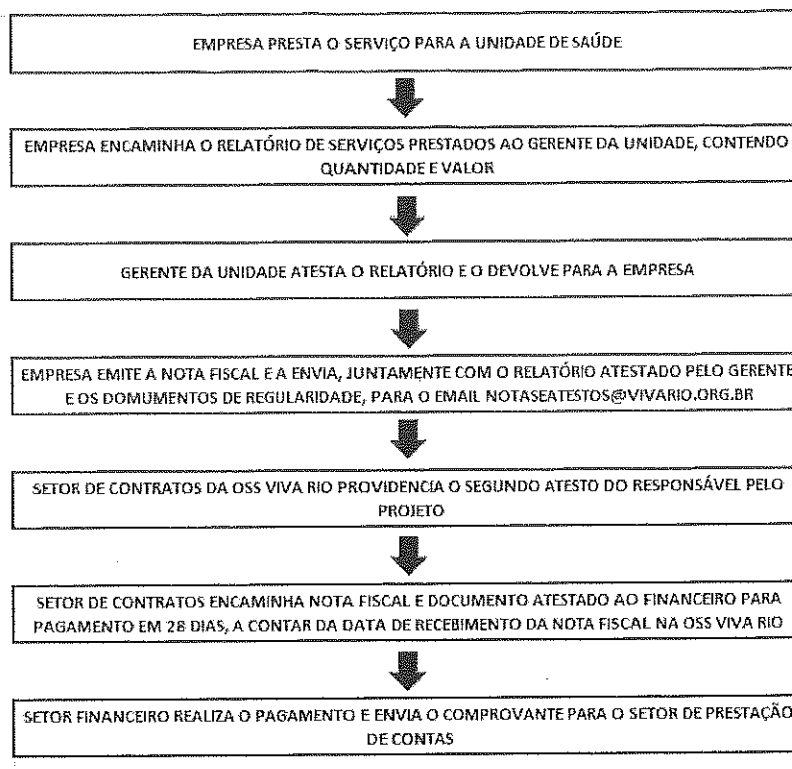 EMPRESA PRESTA O SERVIÇO PARA A UNIDADE DE SAÚDE
EMPRESA ENCAMINHA O RELATÓRIO DE SERVIÇOS PRESTADOS AO GERENTE DA UNIDADE, CONTENDO
QUANTIDADE E VALOR
GERENTE DA UNIDADE ATESTA O RELATÓRIO E O DEVOLVE PARA A EMPRESA
EMPRESA EMITE A NOTA FISCAL E A ENVIA, JUNTAMENTE COM O RELATÓRIO ATESTADO PELO GERENTE
E OS DOMUMENTOS DE REGULARIDADE, PARA O EMAIL NOTASEATESTOS@VIVARIO.ORG.BR
SETOR DE CONTRATOS DA OSS VIVA RIO PROVIDENCIA O SEGUNDO ATESTO DO RESPONSÁVEL PELO
PROJETO
SETOR DE CONTRATOS ENCAMINHA NOTA FISCAL E DOCUMENTO ATESTADO AO FINANCEIRO PARA
PAGAMENTO EM 28 DIAS, A CONTAR DA DATA DE RECEBIMENTO DA NOTA FISCAL NA OSS VIVA RIO
SETOR FINANCEIRO REALIZA O PAGAMENTO E ENVIA O COMPROVANTE PARA O SETOR DE PRESTAÇÃO
DE CONTAS